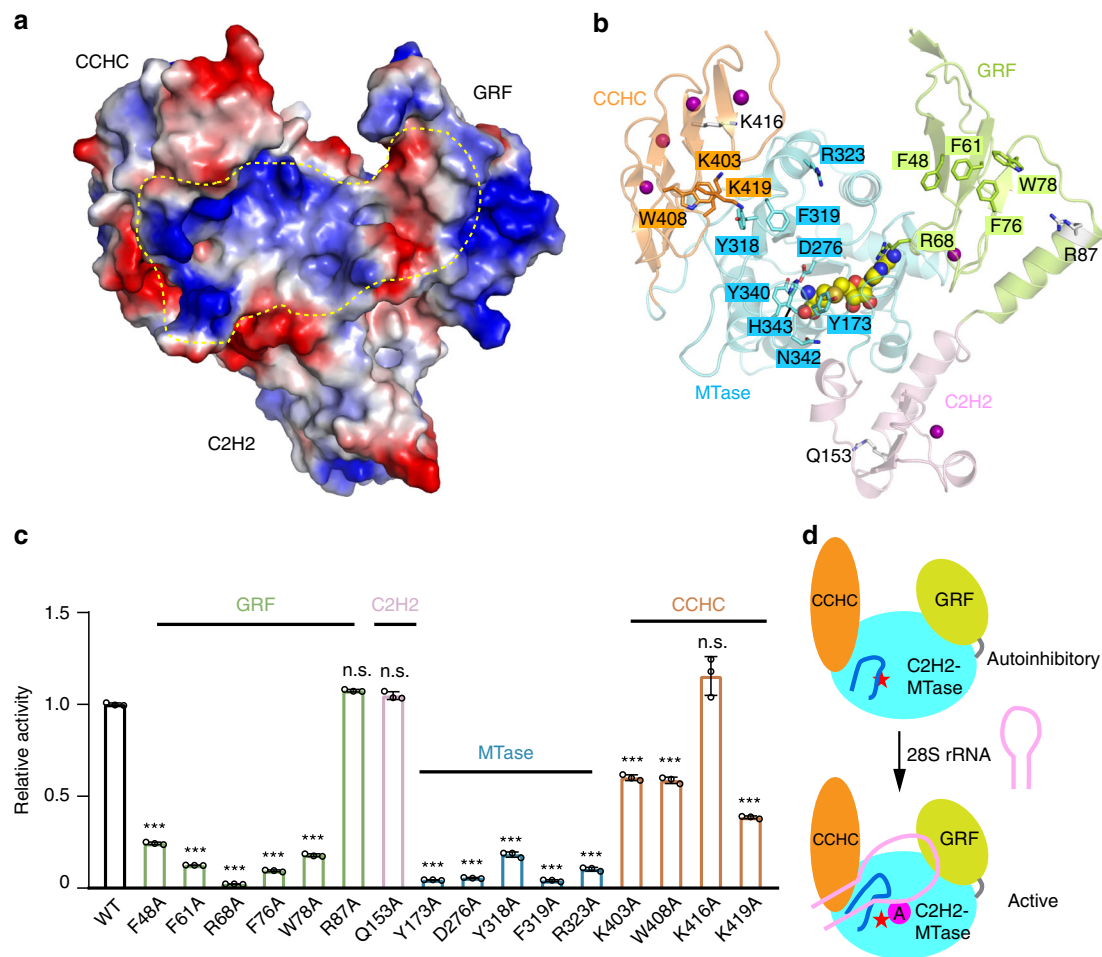 a
CCHC
GRF
C2H2
b
GRF
CCHC
K416
K403
R323
F61
F48
K419
W78
W408
F319
F76
Y318
D276
R68
R87
Y340
H343
Y173
N342
MTase
C2H2
Q153
c
GRF
C2H2
CCHC
MTase
Relative activity
1.5
1.0
0.5
0
n.s.
n.s.
n.s.
***
***
***
***
***
***
***
***
***
***
***
***
***
WT
F48A
F61A
R68A
F76A
W78A
R87A
Q153A
Y173A
D276A
Y318A
F319A
R323A
K403A
W408A
K416A
K419A
d
CCHC
GRF
C2H2-
MTase
Autoinhibitory
28S rRNA
CCHC
GRF
A
C2H2-
MTase
Active